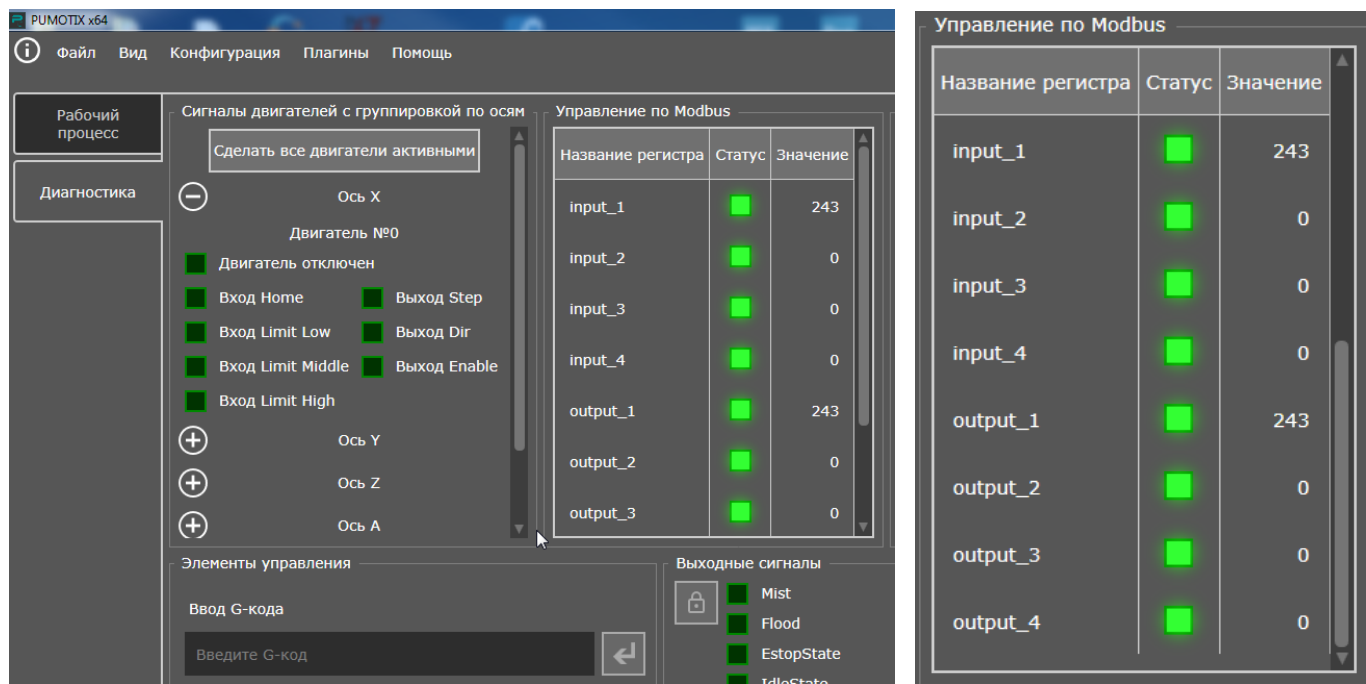 PUMOTIX x64
Файл Вид Конфигурация Плагины Помощь
Рабочий
процесс
Диагностика
Сигналы двигателей с группировкой по осям
Сделать все двигатели активными
Ось X
Двигатель №0
Двигатель отключен
Вход Home Выход Step
Вход Limit Low Выход Dir
Вход Limit Middle Выход Enable
Вход Limit High
Ось Y
Ось Z
Ось A
Управление по Modbus
Название регистра Статус Значение
input_1 243
input_2 0
input_3 0
input_4 0
output_1 243
output_2 0
output_3 0
Элементы управления
Ввод G-кода
Введите G-код
Выходные сигналы
Mist
Flood
EstopState
IdleState
Управление по Modbus
Название регистра Статус Значение
input_1 243
input_2 0
input_3 0
input_4 0
output_1 243
output_2 0
output_3 0
output_4 0